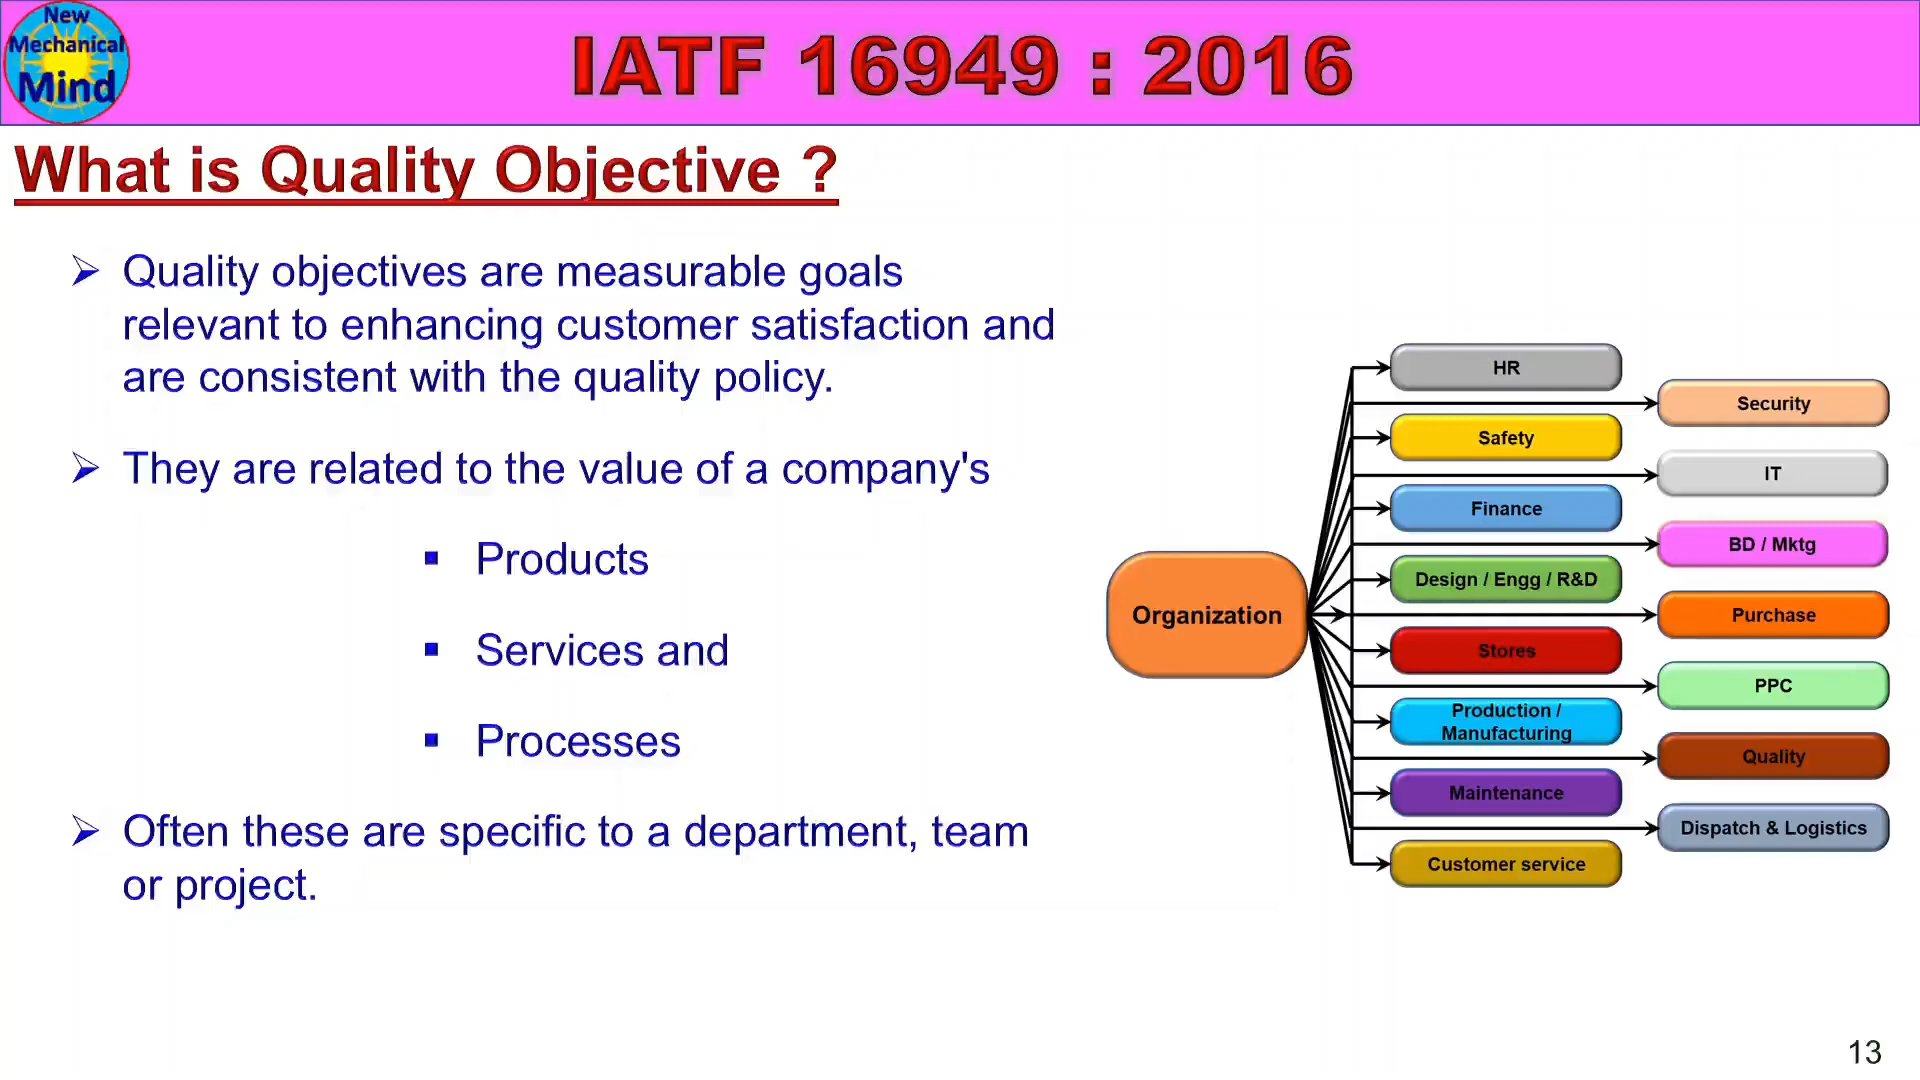 New
Mechanical
Mind
IATF 16949 : 2016
What is Quality Objective ?
Quality objectives are measurable goals
relevant to enhancing customer satisfaction and
are consistent with the quality policy.
They are related to the value of a company's
Products
Services and
Processes
Often these are specific to a department, team
or project.
Organization
HR
Security
Safety
IT
Finance
BD / Mktg
Design / Engg / R&D
Purchase
Stores
PPC
Production /
Manufacturing
Quality
Maintenance
Dispatch & Logistics
Customer service
13